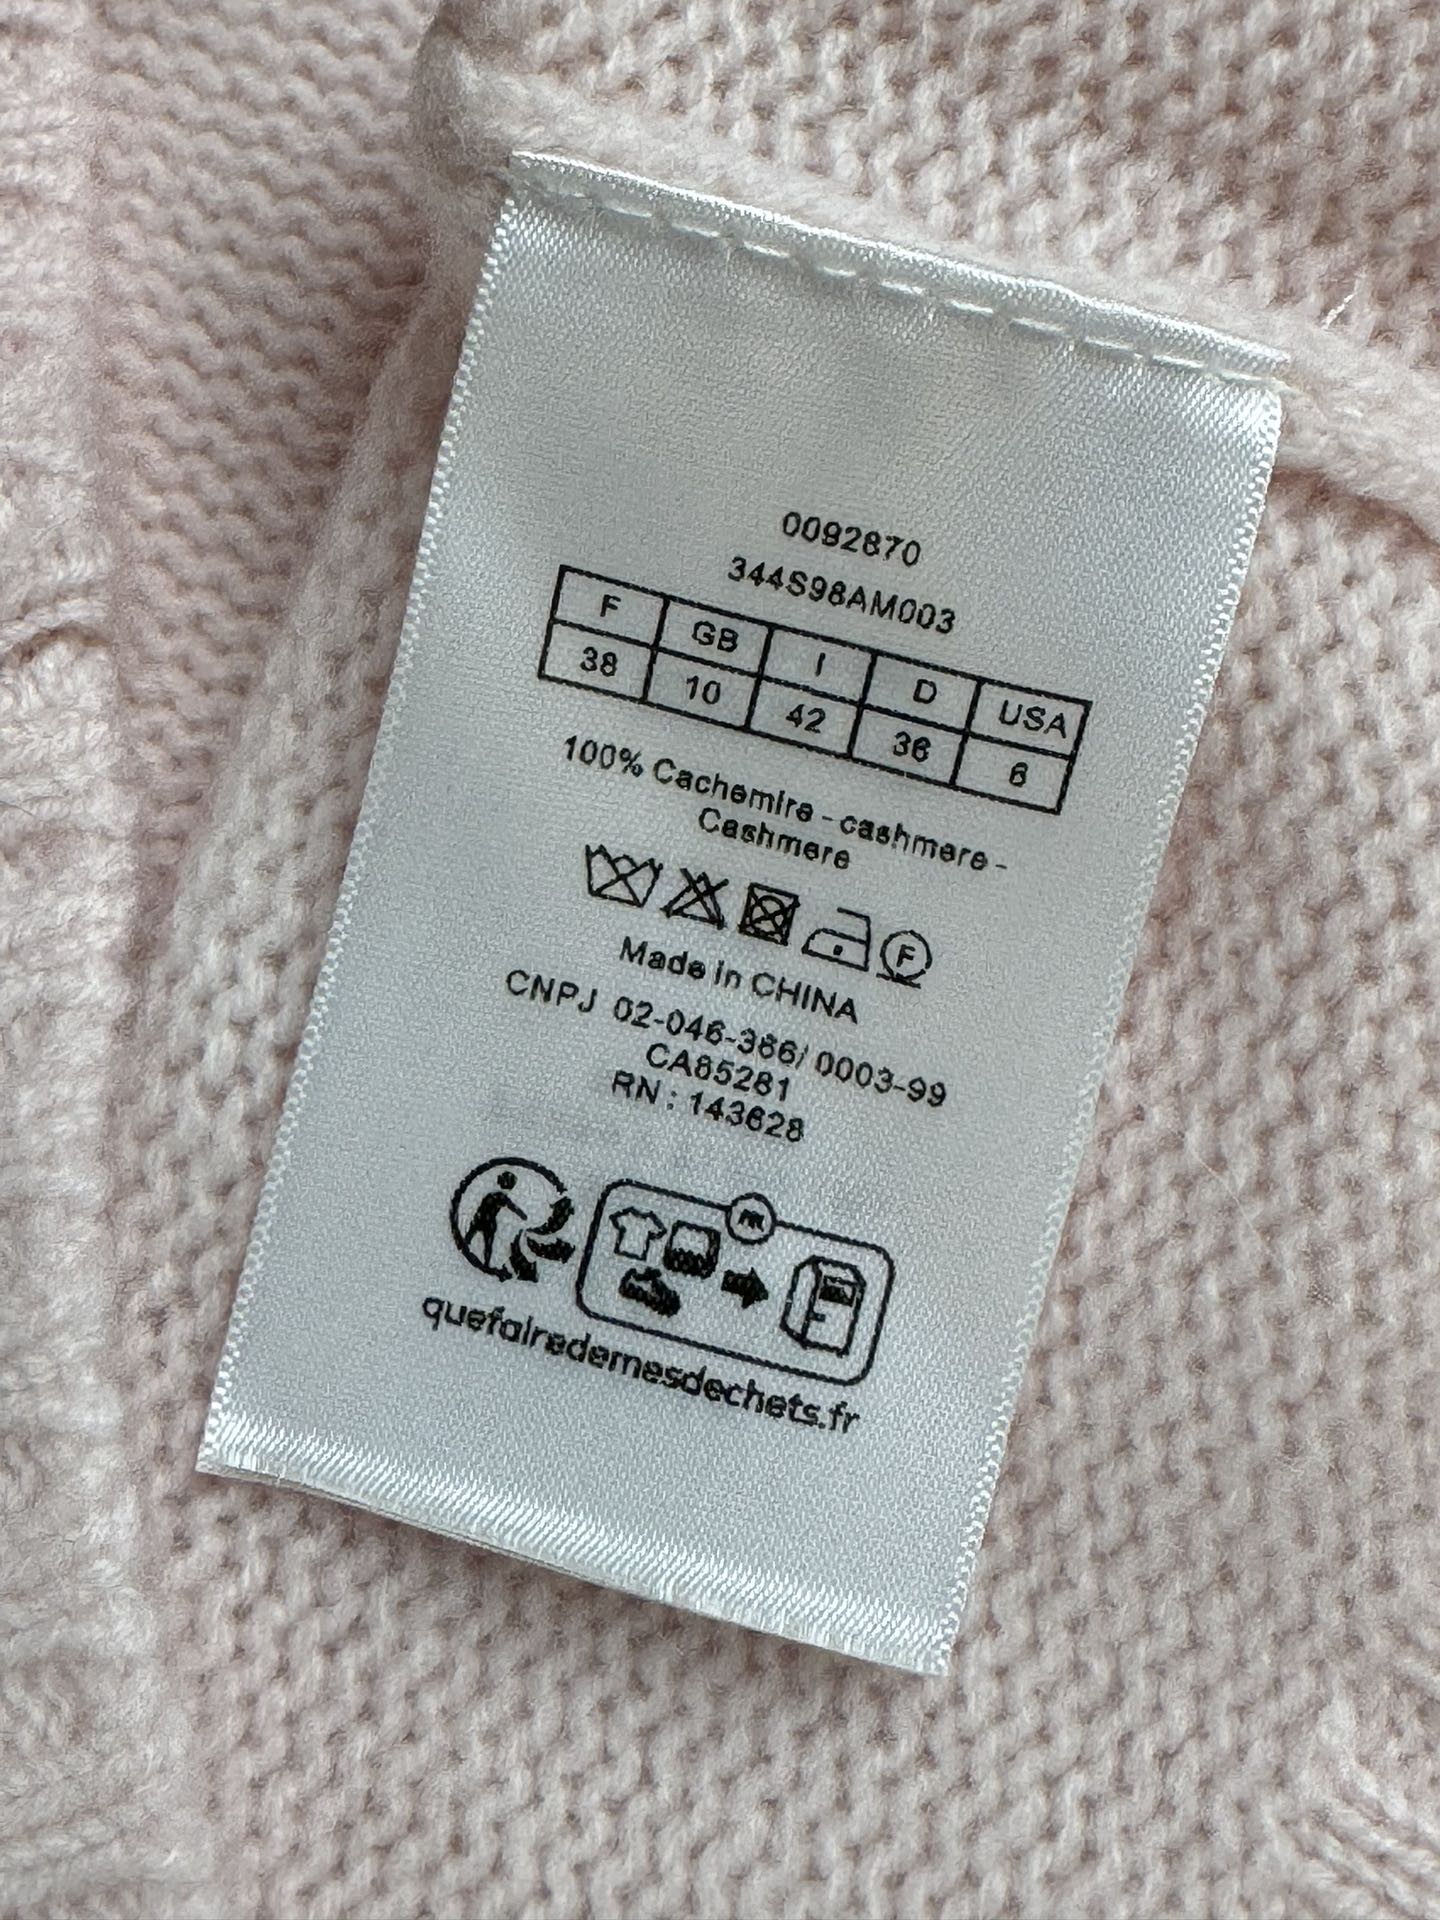 0092870
344S98AM003
F GB I D USA
38 10 42 36 6
100% Cachemire - cashmere -
Cashmere
F
Made in CHINA
CNPJ 02-046-366/ 0003-99
CA85281
RN : 143628
FR
quefairedemesdechets.fr